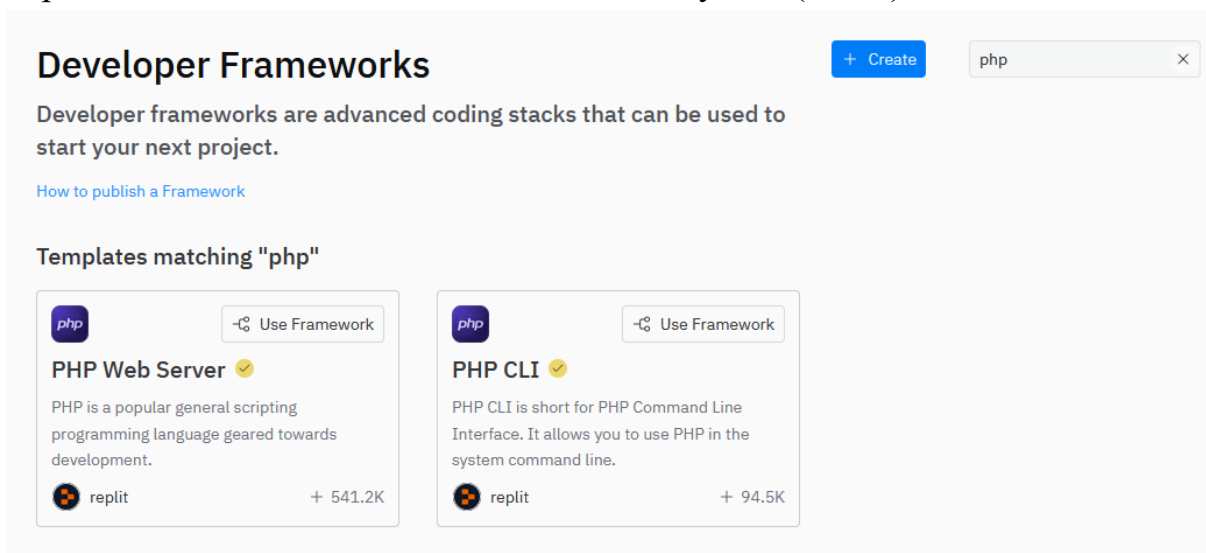 Developer Frameworks
+ Create
php
Developer frameworks are advanced coding stacks that can be used to
start your next project.
How to publish a Framework
Templates matching "php"
php
Use Framework
PHP Web Server
PHP is a popular general scripting
programming language geared towards
development.
replit
+ 541.2K
php
Use Framework
PHP CLI
PHP CLI is short for PHP Command Line
Interface. It allows you to use PHP in the
system command line.
replit
+ 94.5K